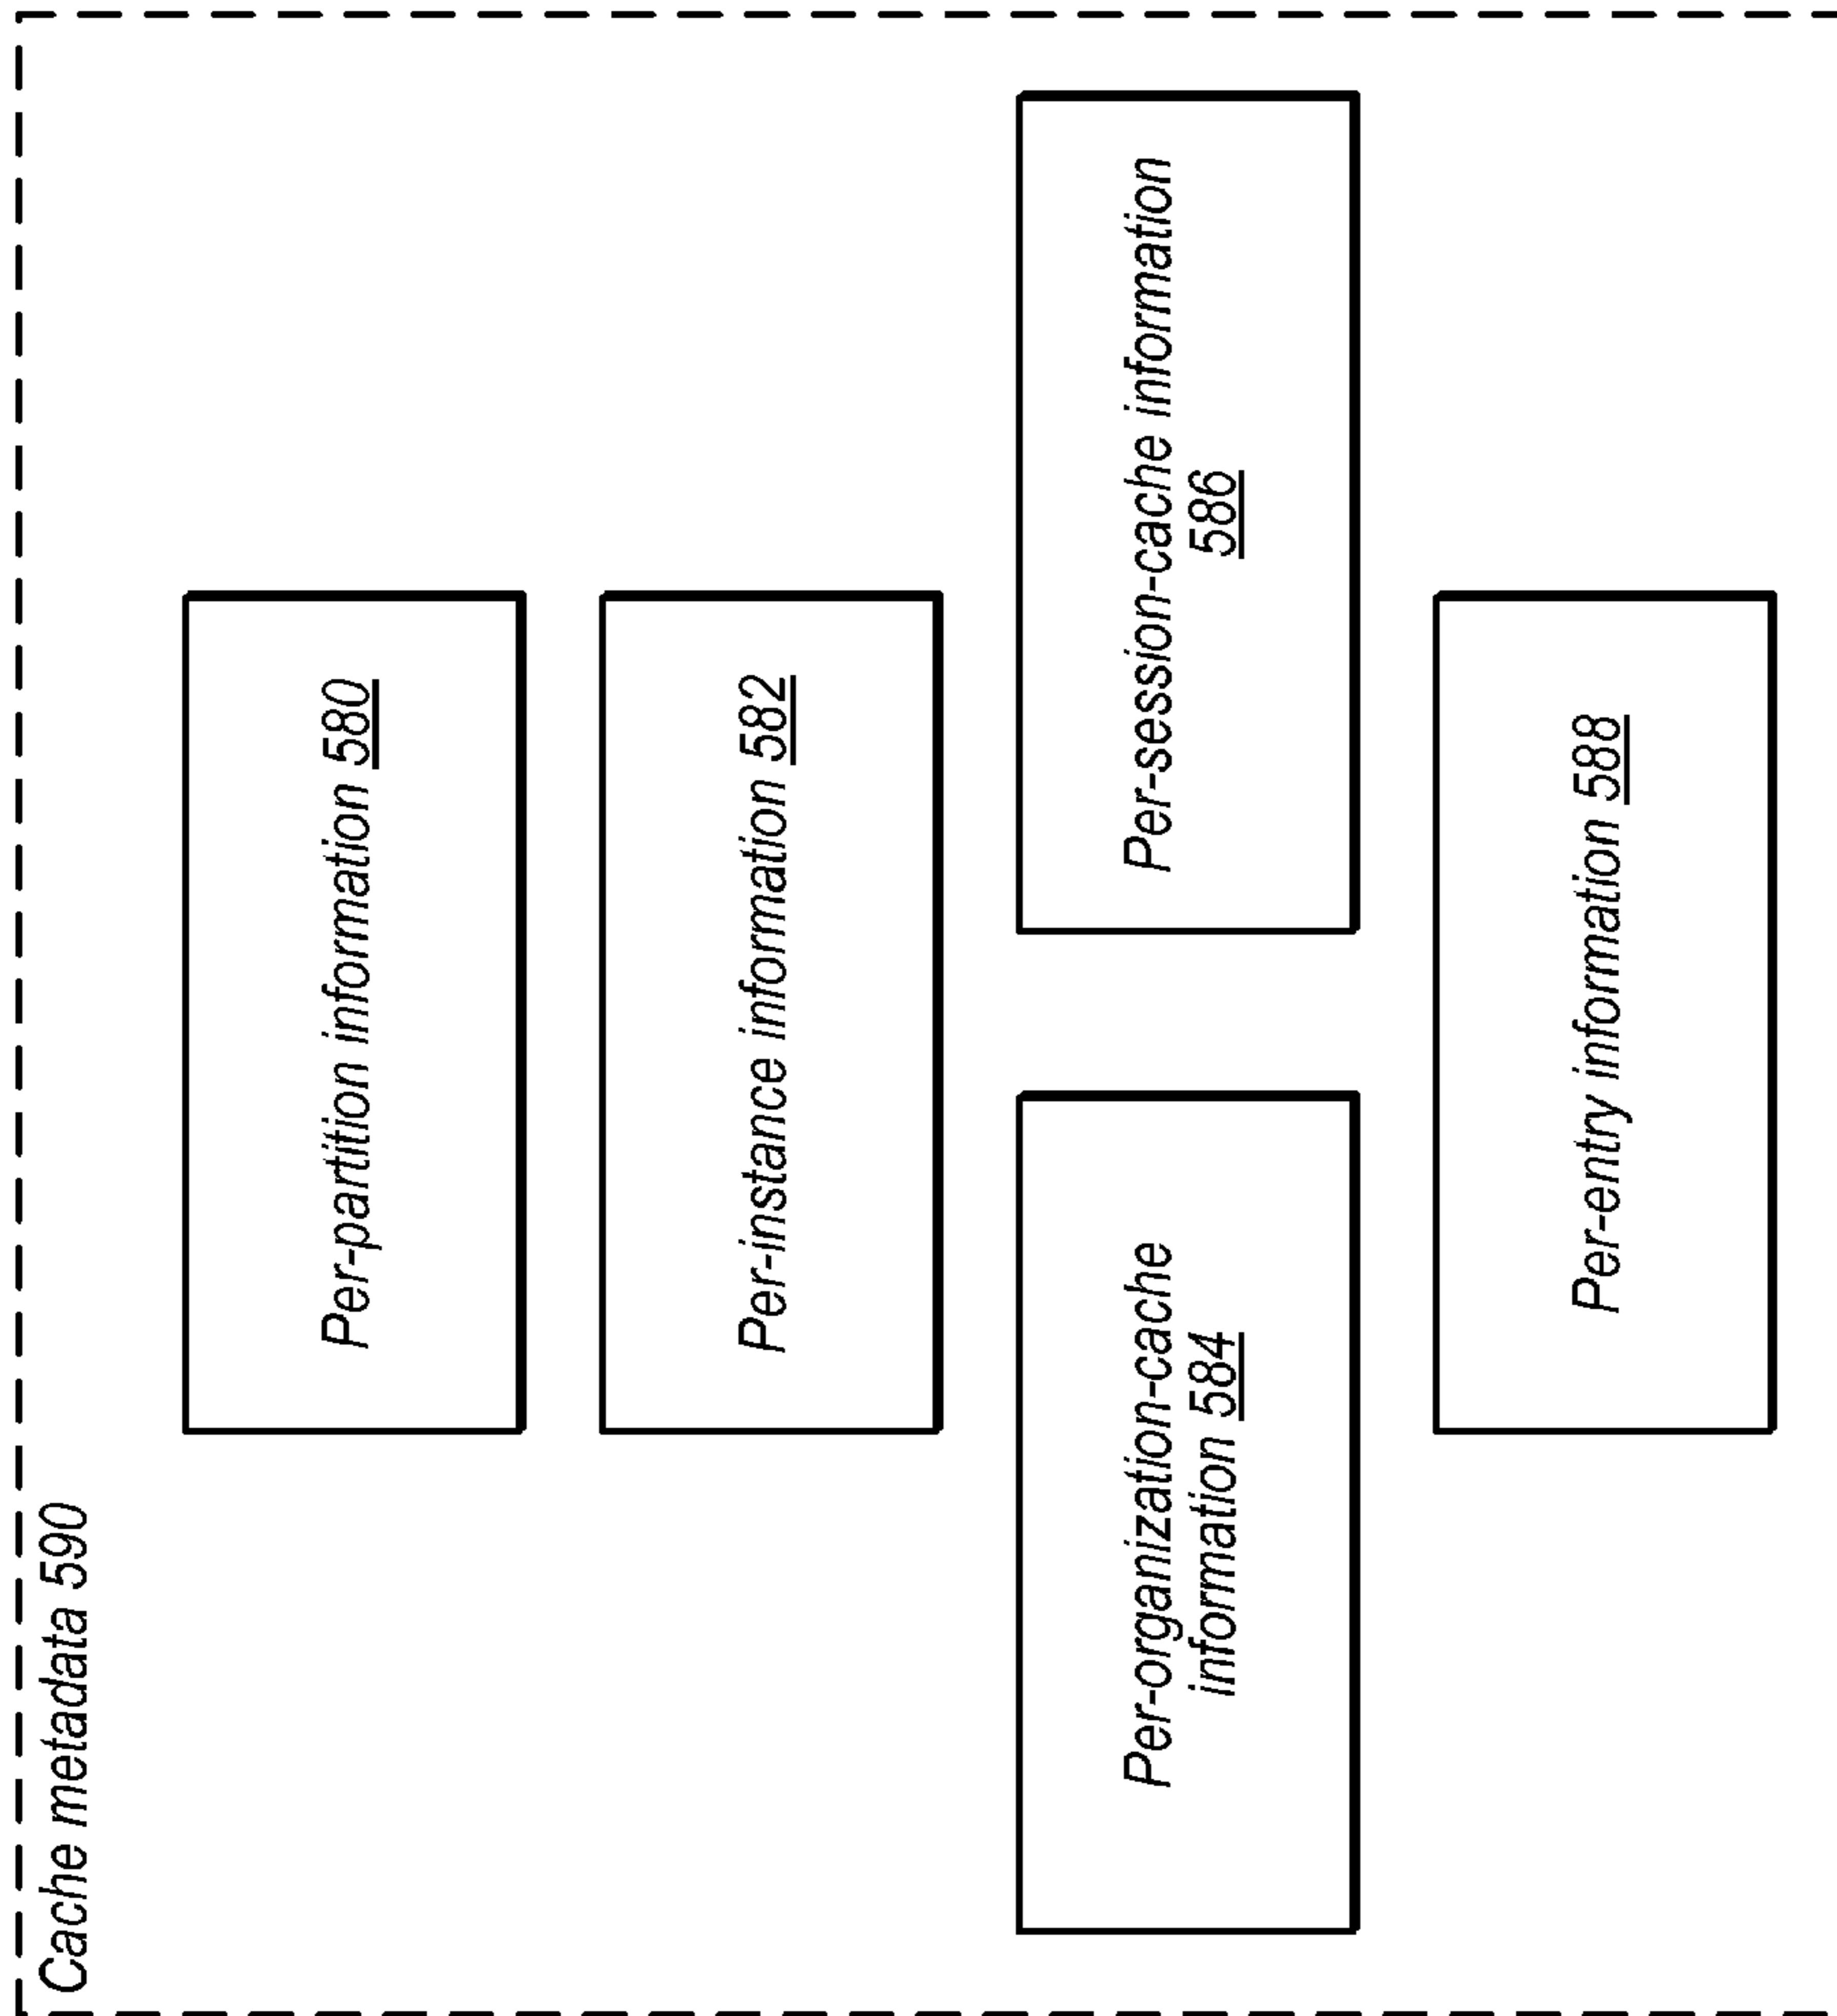 Cache metadata 590
Per-partition information 580
Per-instance information 582
Per-organization-cache
information 584
Per-session-cache information
586
Per-entry information 588